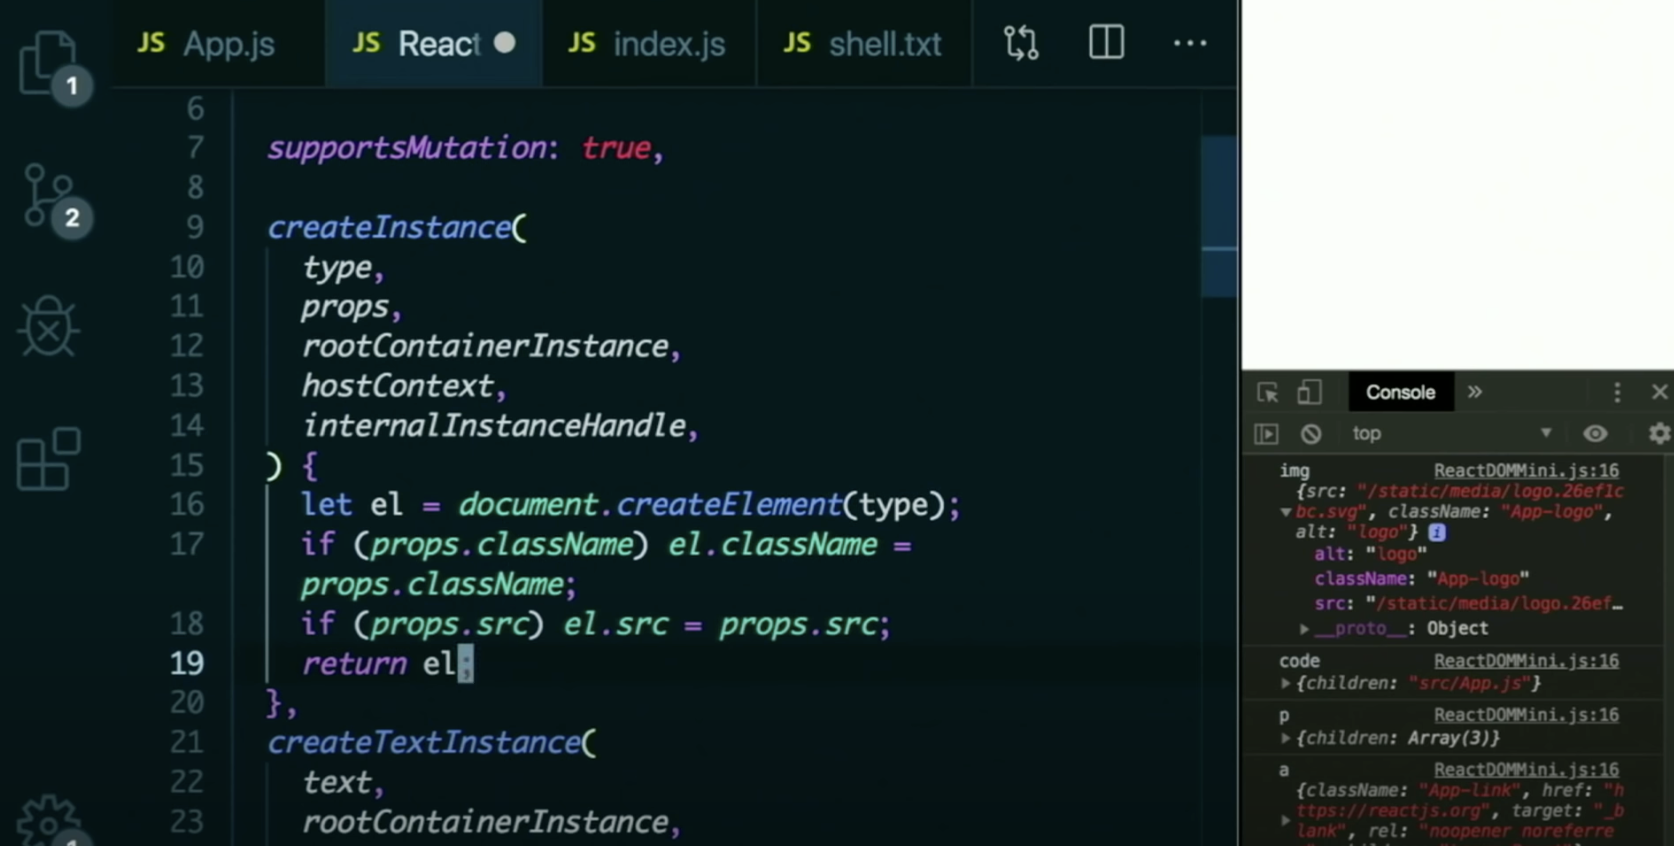 JS App.js
JS React
JS index.js
JS shell.txt
1
2
6
7 supportsMutation: true,
8
9 createInstance(
10 type,
11 props,
12 rootContainerInstance,
13 hostContext,
14 internalInstanceHandle,
15 ) {
16 let el = document.createElement(type);
17 if (props.className) el.className =
props.className;
18 if (props.src) el.src = props.src;
19 return el;
20 },
21 createTextInstance(
22 text,
23 rootContainerInstance,
Console
top
img ReactDOMMini.js:16
{src: "/static/media/logo.26ef1c
bc.svg", className: "App-logo",
alt: "logo"} i
alt: "logo"
className: "App-logo"
src: "/static/media/logo.26ef…
__proto__: Object
code ReactDOMMini.js:16
{children: "src/App.js"}
p ReactDOMMini.js:16
{children: Array(3)}
a ReactDOMMini.js:16
{className: "App-link", href: "h
ttps://reactjs.org", target: "_b
lank", rel: "noopener noreferre